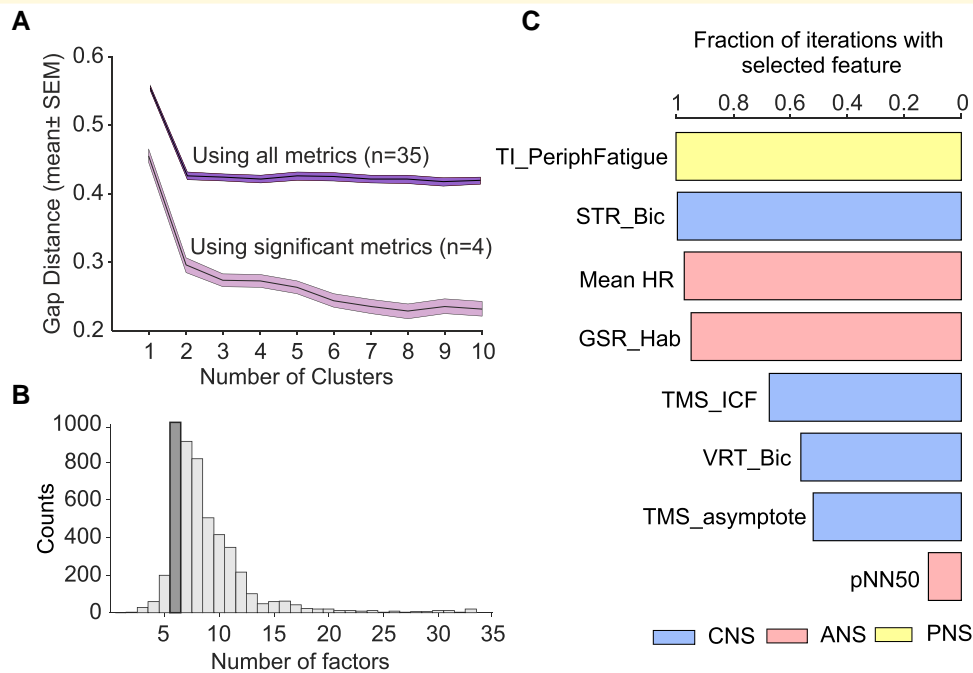 A
Gap Distance (mean± SEM)
0.6
0.5
0.4
0.3
0.2
Using all metrics (n=35)
Using significant metrics (n=4)
1 2 3 4 5 6 7 8 9 10
Number of Clusters
B
Counts
1000
800
600
400
200
0
5 10 15 20 25 30 35
Number of factors
C
Fraction of iterations with
selected feature
1 0.8 0.6 0.4 0.2 0
TI_PeriphFatigue
STR_Bic
Mean HR
GSR_Hab
TMS_ICF
VRT_Bic
TMS_asymptote
pNN50
CNS ANS PNS